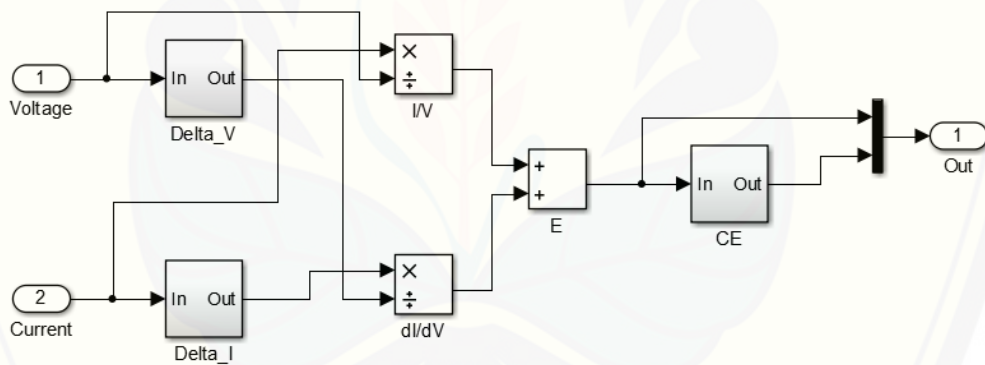 1
Voltage
In Out
Delta_V
×
÷
I/V
2
Current
In Out
Delta_I
×
÷
dI/dV
+
+
E
In Out
CE
1
Out